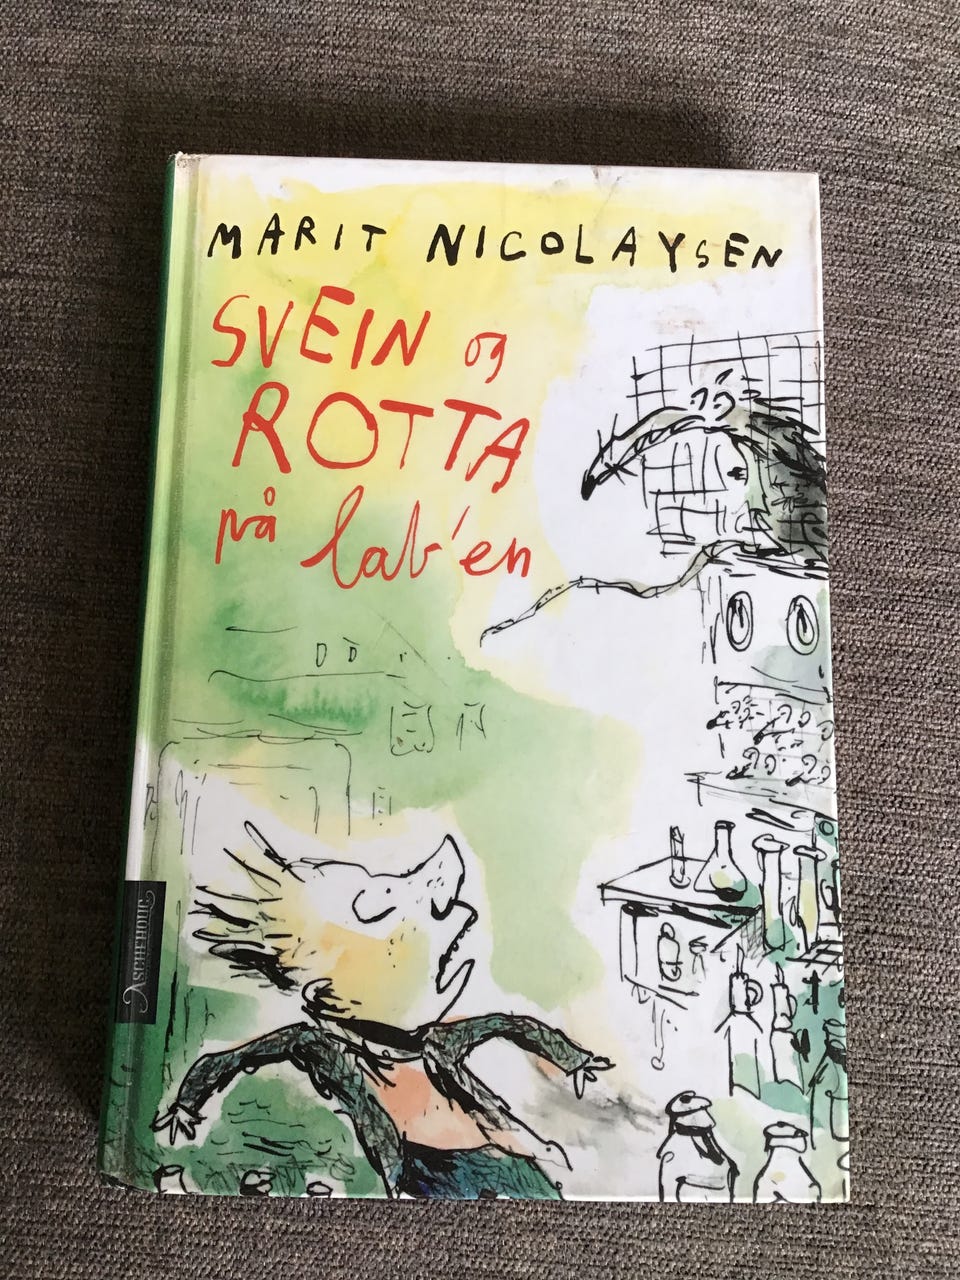 MARIT NICOLAYSEN
SVEIN og
ROTTA
på lab'en
ASCHEHOUG